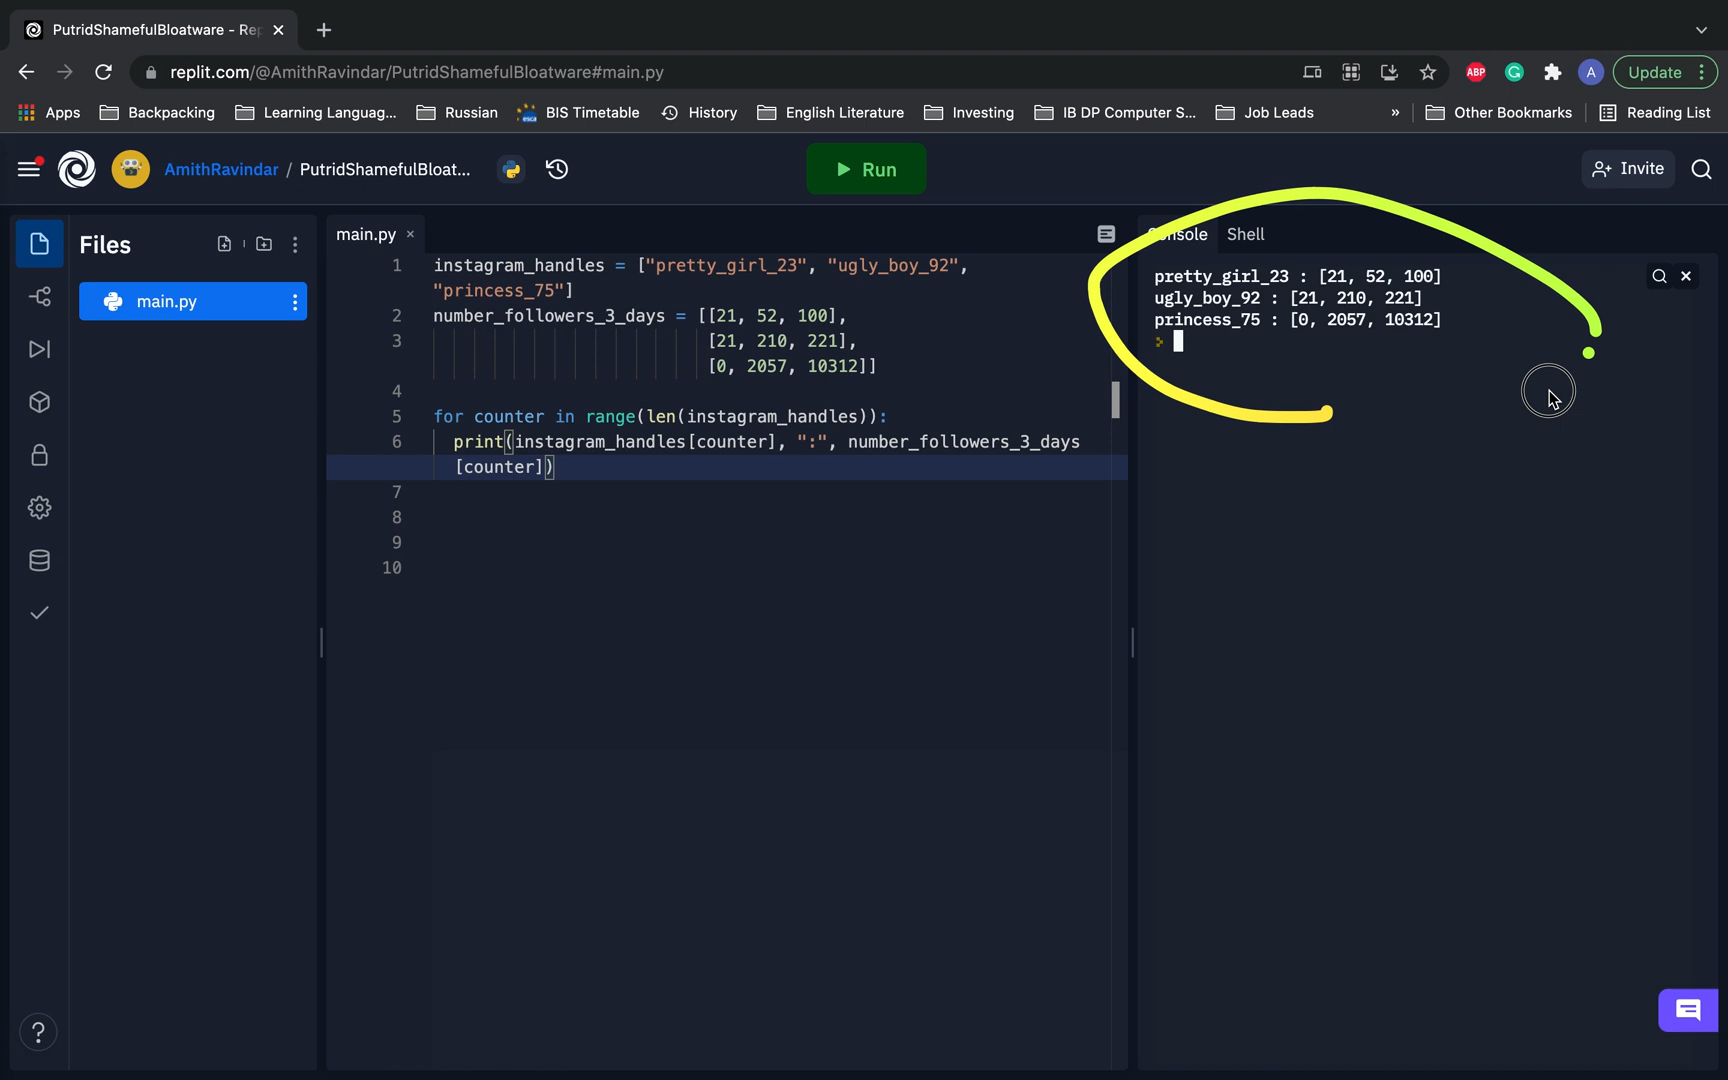 PutridShamefulBloatware - Rep
replit.com/@AmithRavindar/PutridShamefulBloatware#main.py
ABP
G
A
Update
Apps
Backpacking
Learning Languag...
Russian
BIS Timetable
History
English Literature
Investing
IB DP Computer S...
Job Leads
»
Other Bookmarks
Reading List
AmithRavindar / PutridShamefulBloat...
Run
Invite
Files
main.py
main.py ×
1 instagram_handles = ["pretty_girl_23", "ugly_boy_92",
"princess_75"]
2 number_followers_3_days = [[21, 52, 100],
3 [21, 210, 221],
[0, 2057, 10312]]
4
5 for counter in range(len(instagram_handles)):
6 print(instagram_handles[counter], ":", number_followers_3_days
[counter])
7
8
9
10
Console Shell
pretty_girl_23 : [21, 52, 100]
ugly_boy_92 : [21, 210, 221]
princess_75 : [0, 2057, 10312]
?